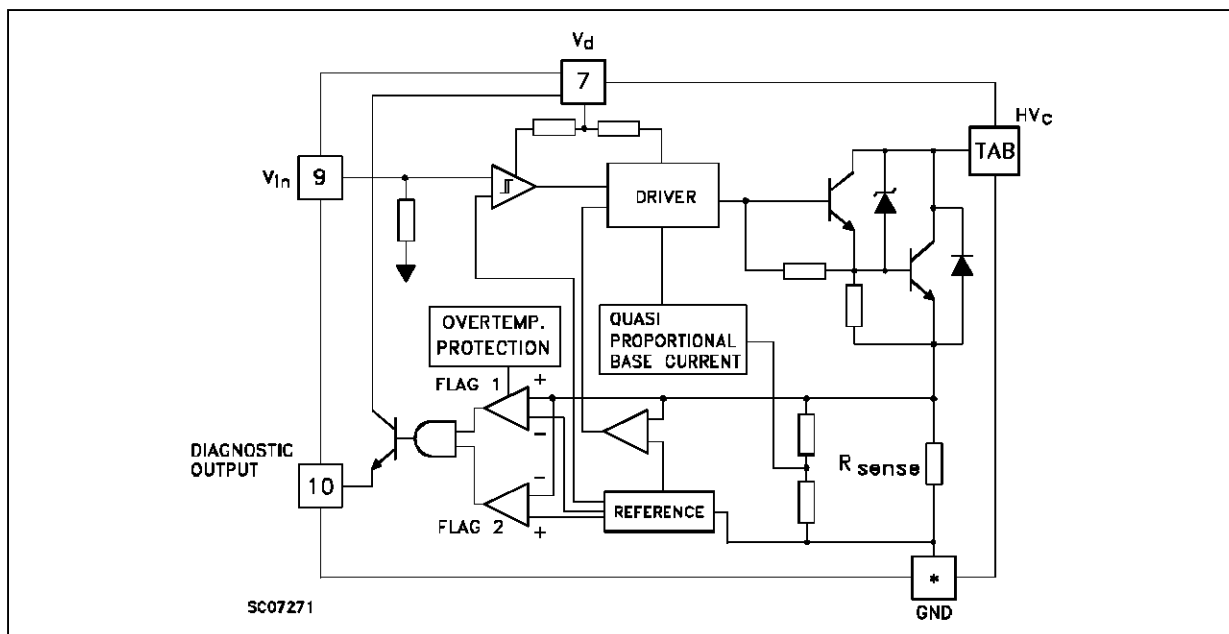 Vd
7
HVc
TAB
Vin
9
DRIVER
OVERTEMP.
PROTECTION
QUASI
PROPORTIONAL
BASE CURRENT
FLAG 1
+
−
DIAGNOSTIC
OUTPUT
10
−
+
FLAG 2
REFERENCE
Rsense
*
GND
SC07271